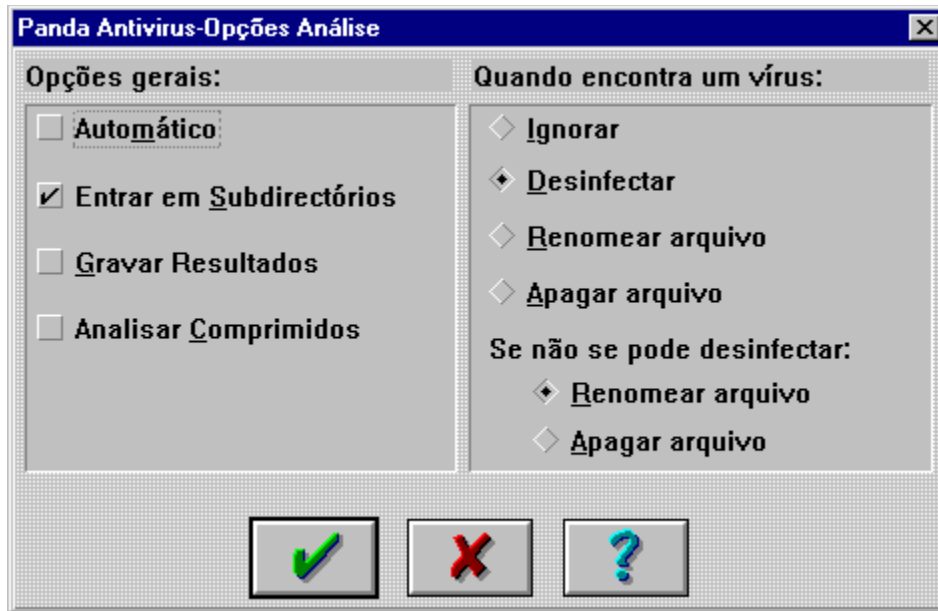 Panda Antivirus-Opções Análise
Opções gerais:
Automático
Entrar em Subdirectórios
Gravar Resultados
Analisar Comprimidos
Quando encontra um vírus:
Ignorar
Desinfectar
Renomear arquivo
Apagar arquivo
Se não se pode desinfectar:
Renomear arquivo
Apagar arquivo